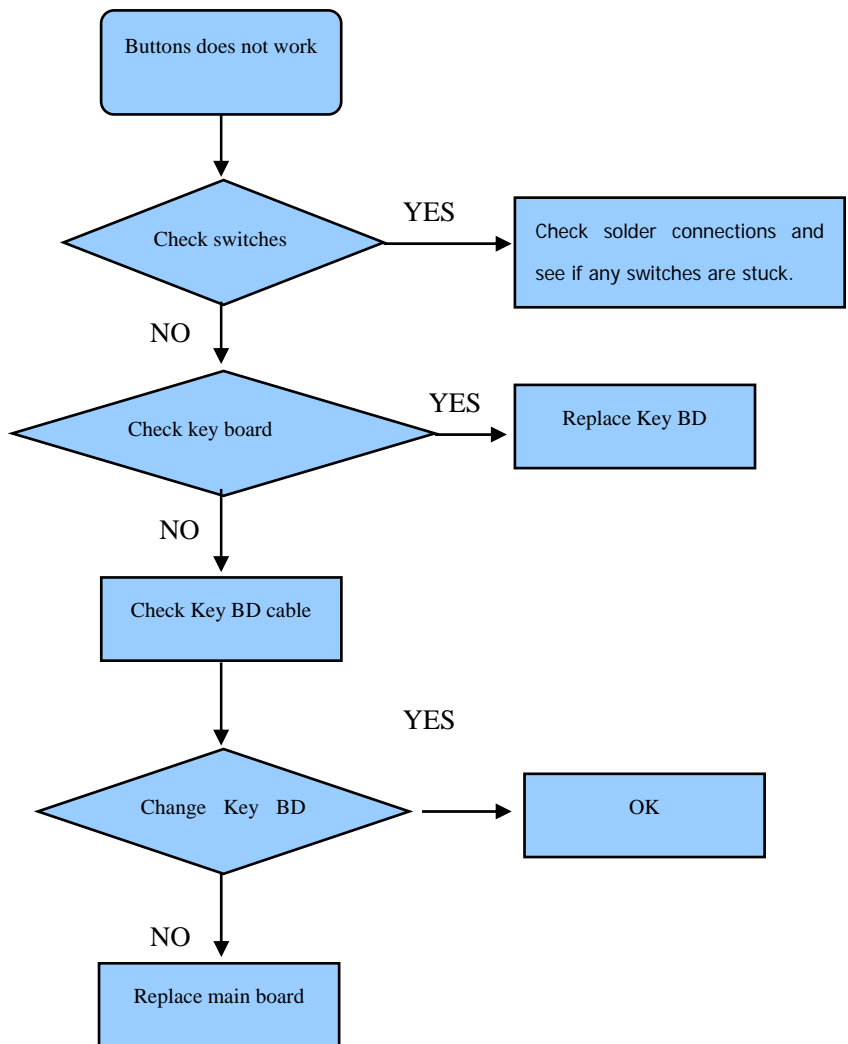 Buttons does not work
YES
Check switches
Check solder connections and
see if any switches are stuck.
NO
YES
Check key board
Replace Key BD
NO
Check Key BD cable
YES
Change Key BD
OK
NO
Replace main board